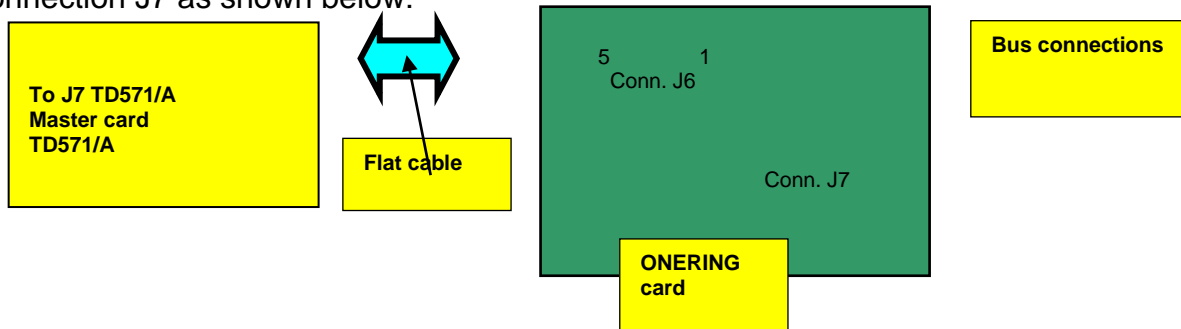 onnection J7 as shown below.
To J7 TD571/A
Master card
TD571/A
Flat cable
5 1
Conn. J6
Conn. J7
ONERING
card
Bus connections